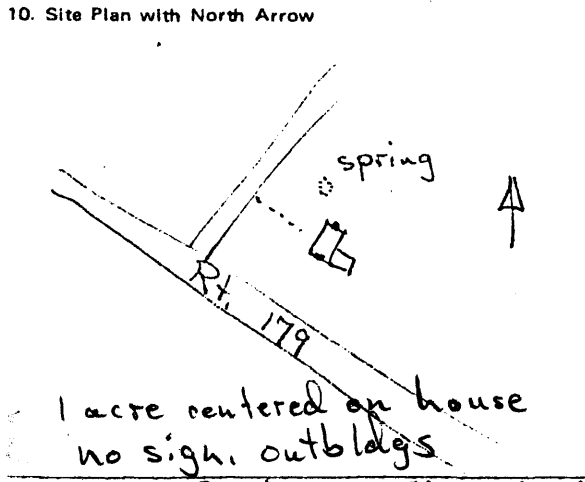 10. Site Plan with North Arrow
spring
Rt. 179
1 acre centered on house
no sign. outbldgs